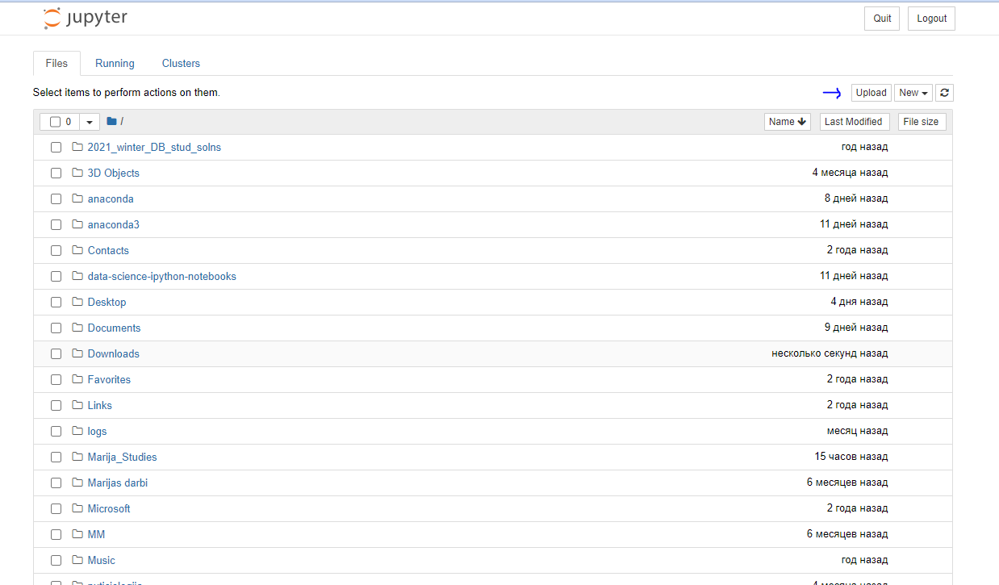 jupyter
Quit Logout
Files Running Clusters
Select items to perform actions on them.
Upload New
0 / Name Last Modified File size
2021_winter_DB_stud_solns год назад
3D Objects 4 месяца назад
anaconda 8 дней назад
anaconda3 11 дней назад
Contacts 2 года назад
data-science-ipython-notebooks 11 дней назад
Desktop 4 дня назад
Documents 9 дней назад
Downloads несколько секунд назад
Favorites 2 года назад
Links 2 года назад
logs месяц назад
Marija_Studies 15 часов назад
Marijas darbi 6 месяцев назад
Microsoft 2 года назад
MM 6 месяцев назад
Music год назад
4 месяца назад